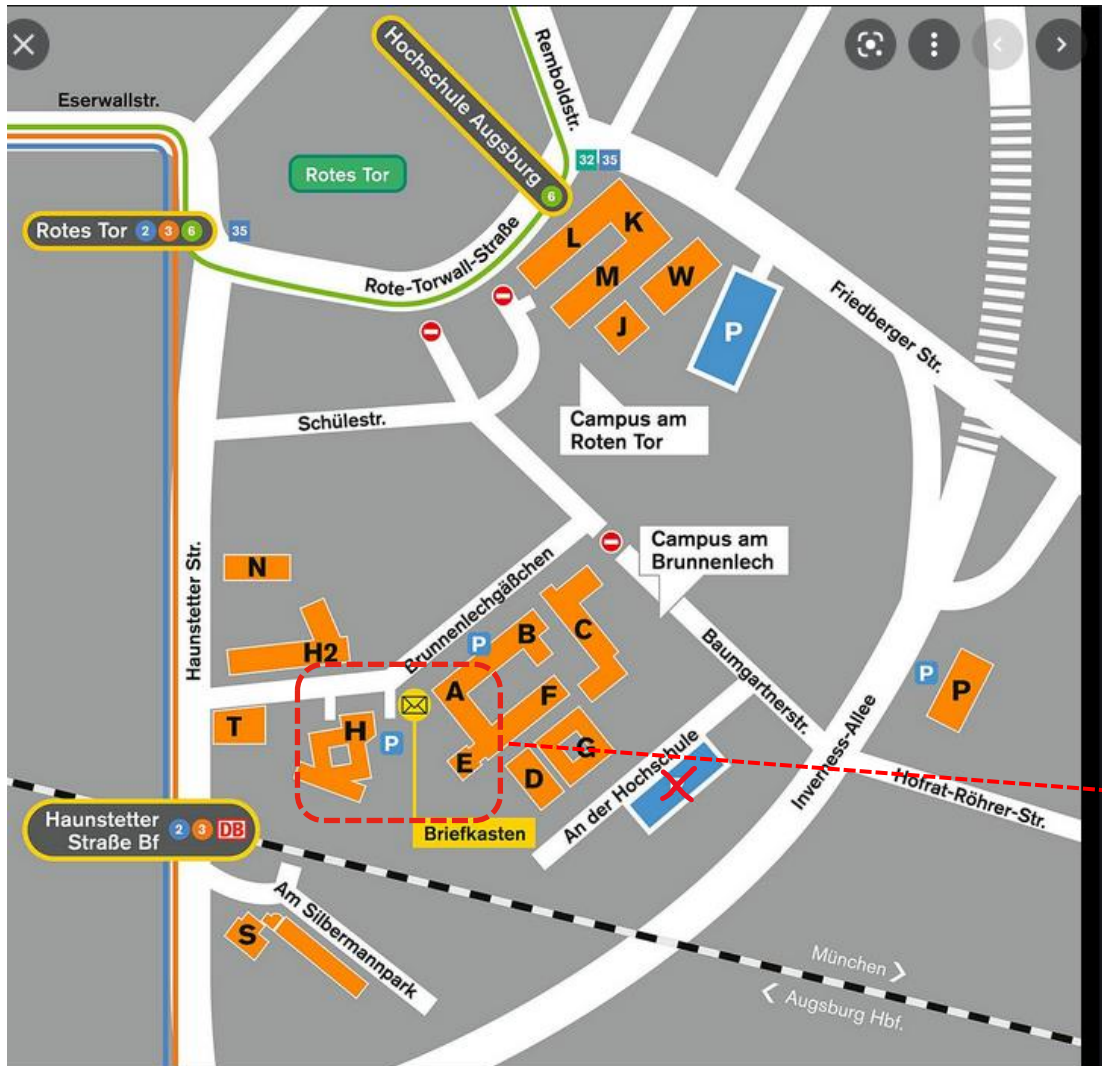 Eserwallstr.
Hochschule Augsburg 6
Remboldstr.
32 35
Rotes Tor
Rotes Tor 2 3 6
35
Rote-Torwall-Straße
L
K
M
W
J
P
Friedberger Str.
Schülestr.
Campus am
Roten Tor
Campus am
Brunnenlech
Haunstetter Str.
N
H2
Brunnenlechgäßchen
P
B
C
A
F
T
H
P
E
G
D
Baumgartnerstr.
An der Hochschule
Inverness-Allee
P
P
Hofrat-Röhrer-Str.
Haunstetter
Straße Bf
2 3 DB
Briefkasten
Am Silbermannpark
S
München
Augsburg Hbf.